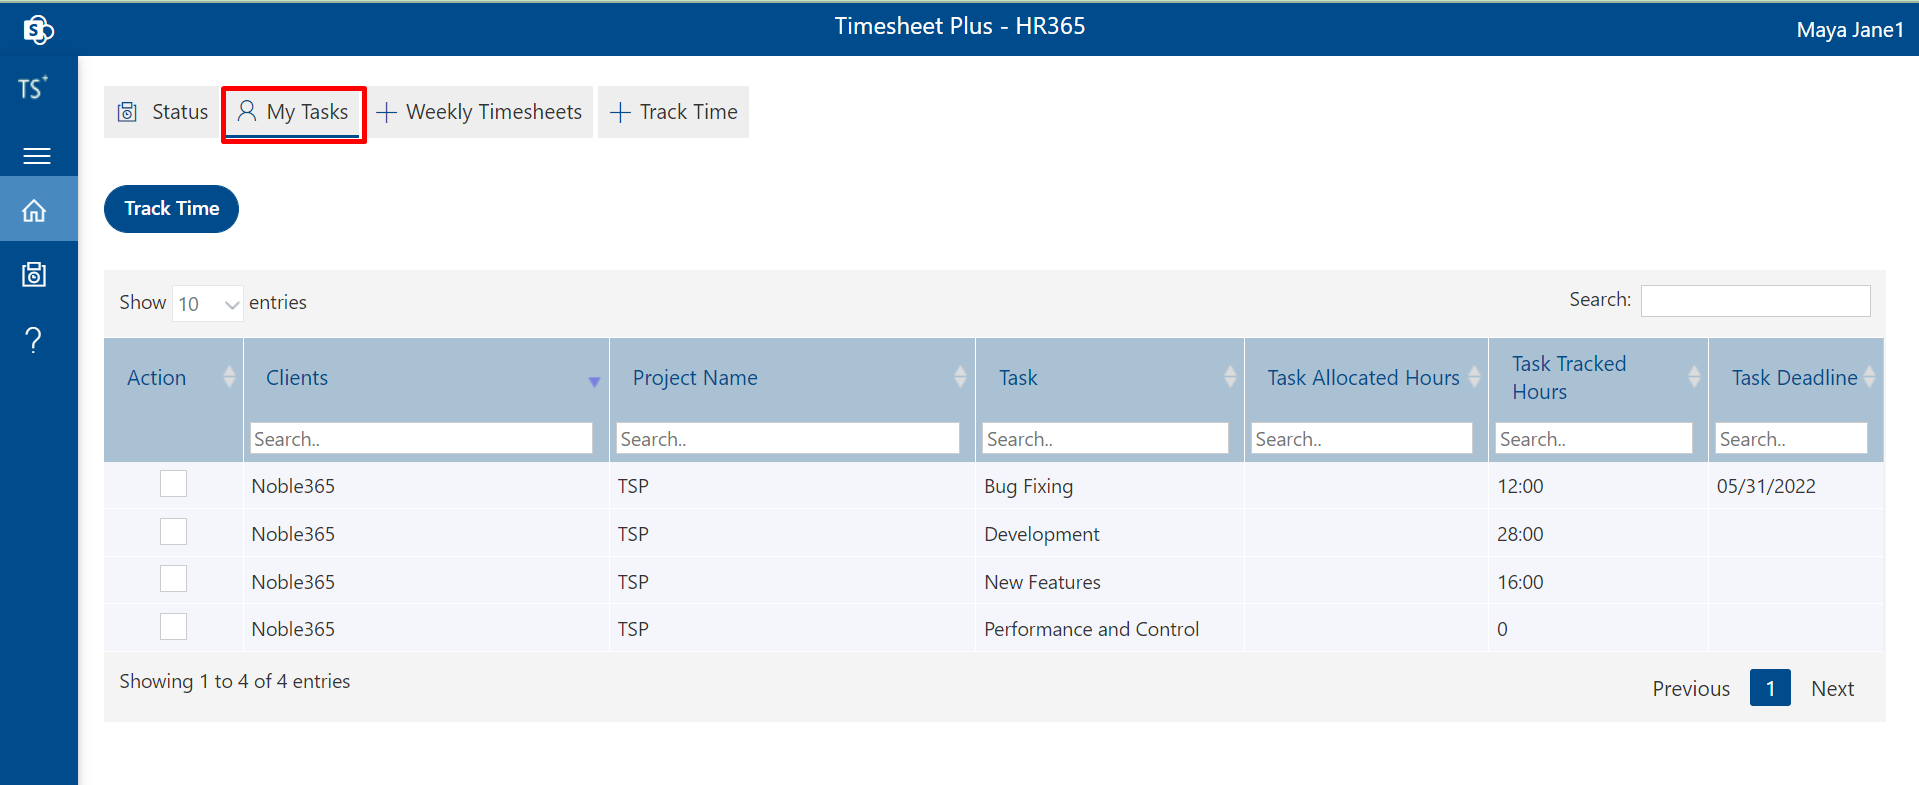 S
Timesheet Plus - HR365
Maya Jane1
TS+
Status
My Tasks
Weekly Timesheets
Track Time
Track Time
Show 10 entries
Search:
Action
Clients
Project Name
Task
Task Allocated Hours
Task Tracked
Hours
Task Deadline
Search.. Search.. Search.. Search.. Search.. Search..
Noble365 TSP Bug Fixing 12:00 05/31/2022
Noble365 TSP Development 28:00
Noble365 TSP New Features 16:00
Noble365 TSP Performance and Control 0
Showing 1 to 4 of 4 entries
Previous 1 Next